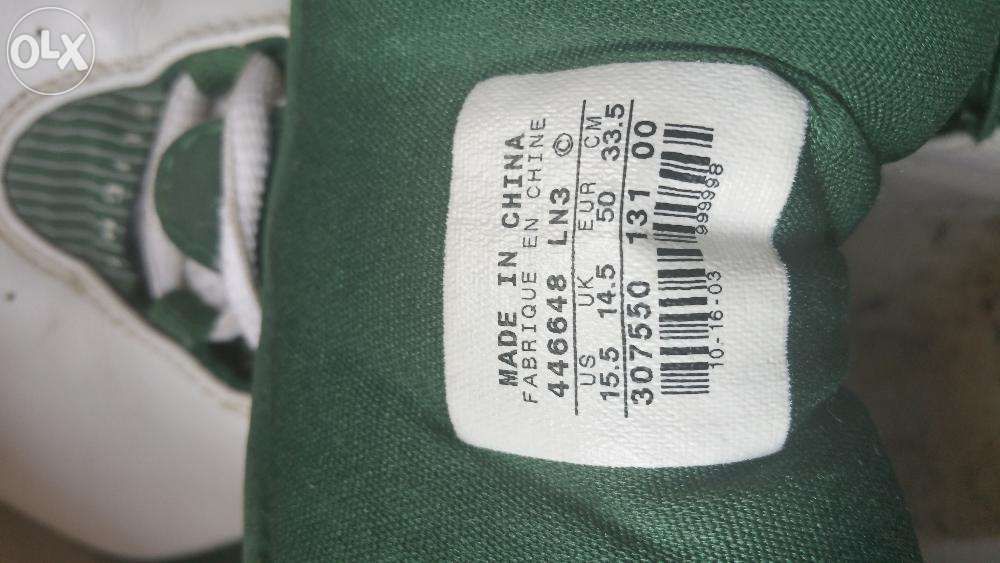 OLX
MADE IN CHINA
FABRIQUE EN CHINE
446648 LN3 ©
US UK EUR CM
15.5 14.5 50 33.5
307550 131 00
999998
10-16-03